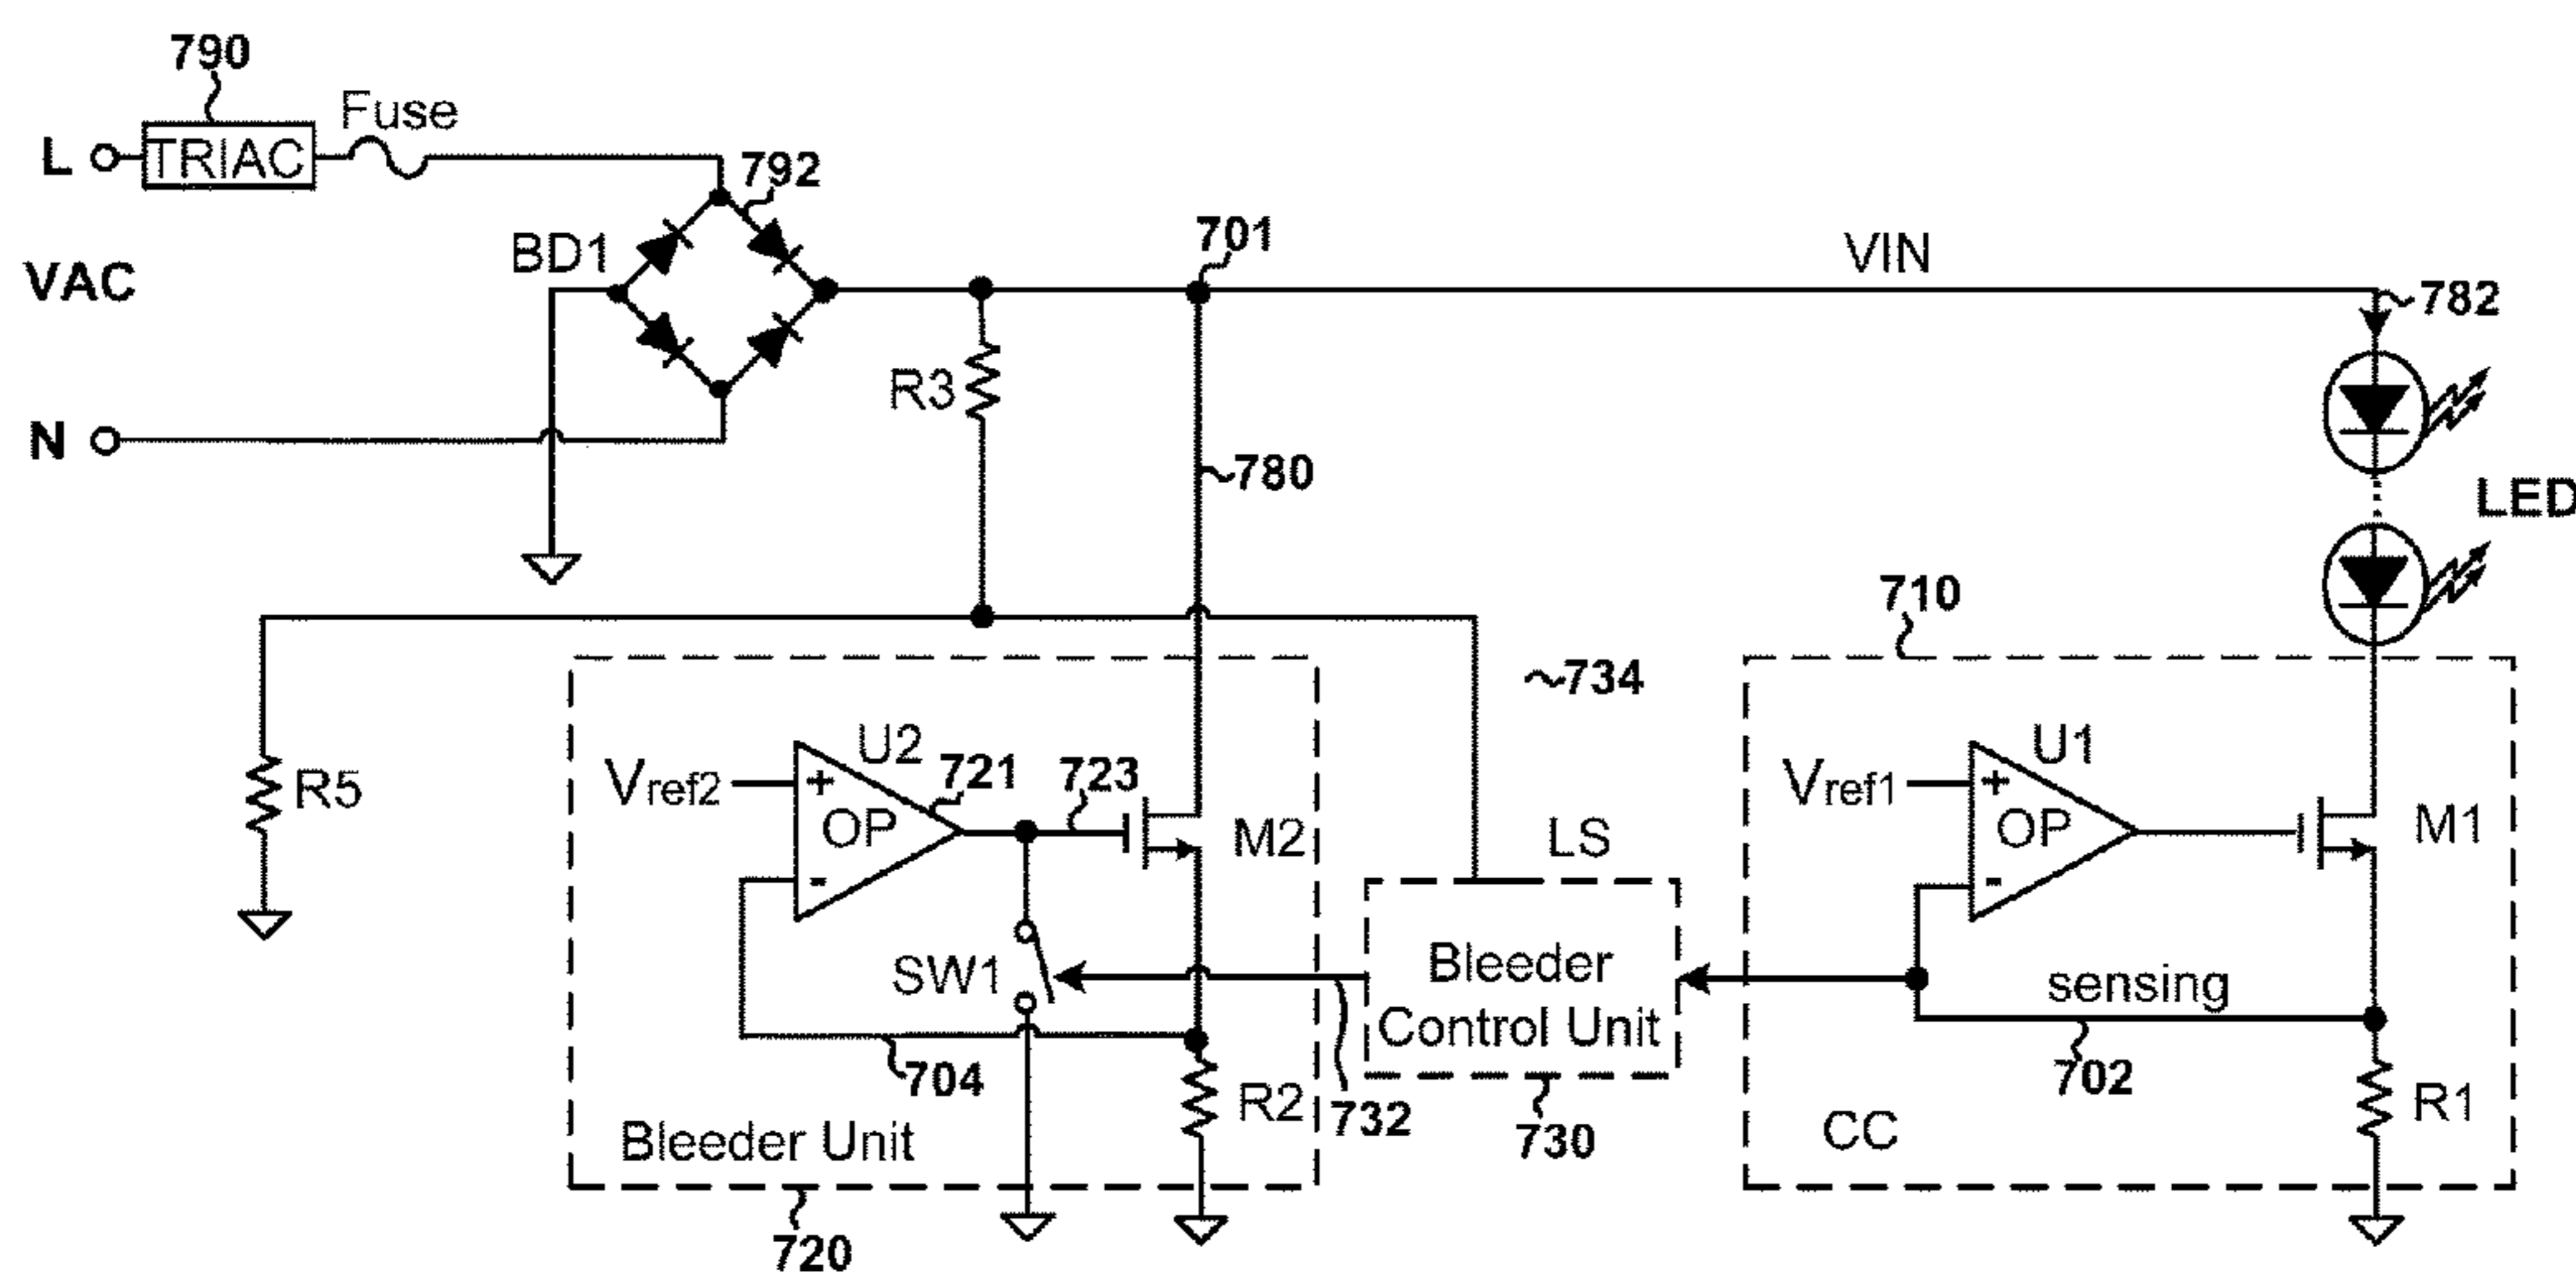 790
Fuse
L
TRIAC
792
BD1
701
VIN
782
VAC
R3
N
780
LED
710
734
R5
U2
721
723
Vref2
+
OP
-
M2
LS
U1
Vref1
+
OP
-
M1
SW1
Bleeder
Control Unit
sensing
704
702
R2
732
730
R1
Bleeder Unit
CC
720